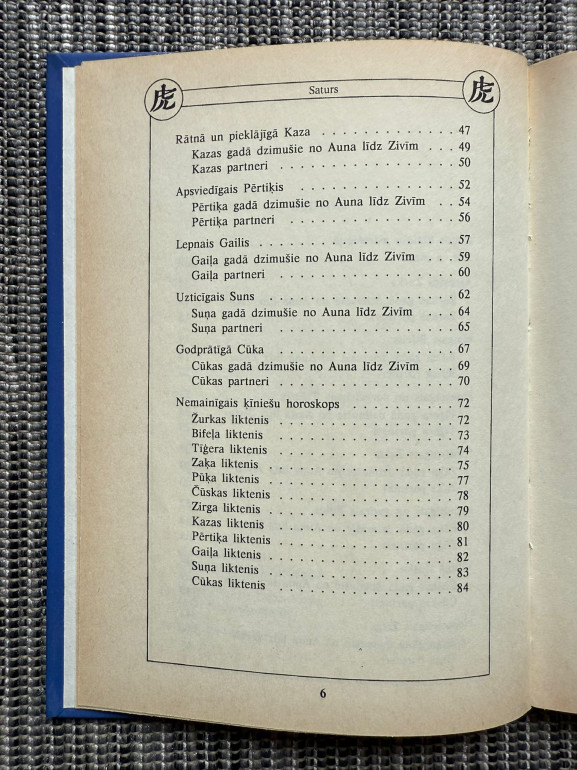 虎 Saturs 虎
Rātnā un pieklājīgā Kaza . . . . . . . . . . . . 47
Kazas gadā dzimušie no Auna līdz Zivīm . . . 49
Kazas partneri . . . . . . . . . . . . . . . . 50
Apsviedīgais Pērtiķis . . . . . . . . . . . . . 52
Pērtiķa gadā dzimušie no Auna līdz Zivīm . . 54
Pērtiķa partneri . . . . . . . . . . . . . . . 56
Lepnais Gailis . . . . . . . . . . . . . . . . . 57
Gaiļa gadā dzimušie no Auna līdz Zivīm . . . 59
Gaiļa partneri . . . . . . . . . . . . . . . . 60
Uzticīgais Suns . . . . . . . . . . . . . . . . 62
Suņa gadā dzimušie no Auna līdz Zivīm . . . 64
Suņa partneri . . . . . . . . . . . . . . . . 65
Godprātīgā Cūka . . . . . . . . . . . . . . . 67
Cūkas gadā dzimušie no Auna līdz Zivīm . . . 69
Cūkas partneri . . . . . . . . . . . . . . . . 70
Nemainīgais ķīniešu horoskops . . . . . . . . . . 72
Žurkas liktenis . . . . . . . . . . . . . . . . 72
Bifeļa liktenis . . . . . . . . . . . . . . . . 73
Tīģera liktenis . . . . . . . . . . . . . . . . 74
Zaķa liktenis . . . . . . . . . . . . . . . . 75
Pūķa liktenis . . . . . . . . . . . . . . . . 77
Čūskas liktenis . . . . . . . . . . . . . . . 78
Zirga liktenis . . . . . . . . . . . . . . . . 79
Kazas liktenis . . . . . . . . . . . . . . . . 80
Pērtiķa liktenis . . . . . . . . . . . . . . . 81
Gaiļa liktenis . . . . . . . . . . . . . . . . 82
Suņa liktenis . . . . . . . . . . . . . . . . 83
Cūkas liktenis . . . . . . . . . . . . . . . . 84
6